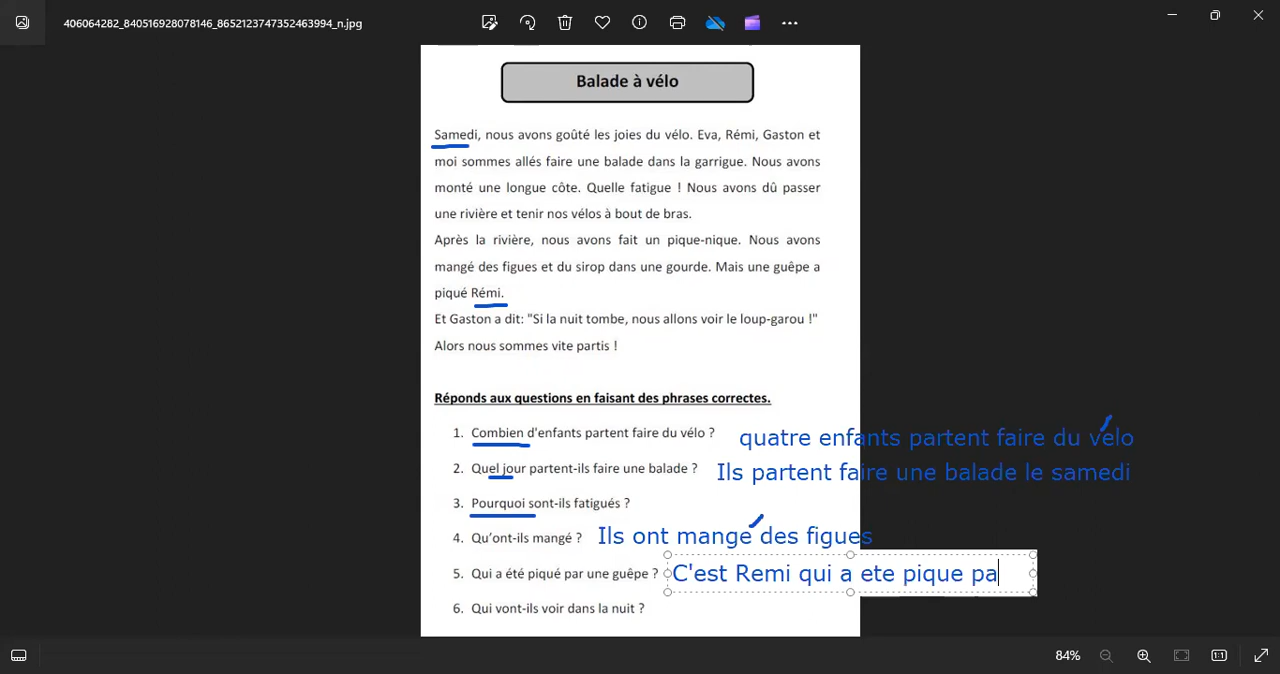 406064282_840516928078146_8652123747352463994_n.jpg
Balade à vélo
Samedi, nous avons goûté les joies du vélo. Eva, Rémi, Gaston et
moi sommes allés faire une balade dans la garrigue. Nous avons
monté une longue côte. Quelle fatigue ! Nous avons dû passer
une rivière et tenir nos vélos à bout de bras.
Après la rivière, nous avons fait un pique-nique. Nous avons
mangé des figues et du sirop dans une gourde. Mais une guêpe a
piqué Rémi.
Et Gaston a dit: "Si la nuit tombe, nous allons voir le loup-garou !"
Alors nous sommes vite partis !
Réponds aux questions en faisant des phrases correctes.
1. Combien d'enfants partent faire du vélo ? quatre enfants partent faire du vélo
2. Quel jour partent-ils faire une balade ? Ils partent faire une balade le samedi
3. Pourquoi sont-ils fatigués ?
4. Qu'ont-ils mangé ? Ils ont mangé des figues
5. Qui a été piqué par une guêpe ? C'est Remi qui a ete pique pa
6. Qui vont-ils voir dans la nuit ?
84%